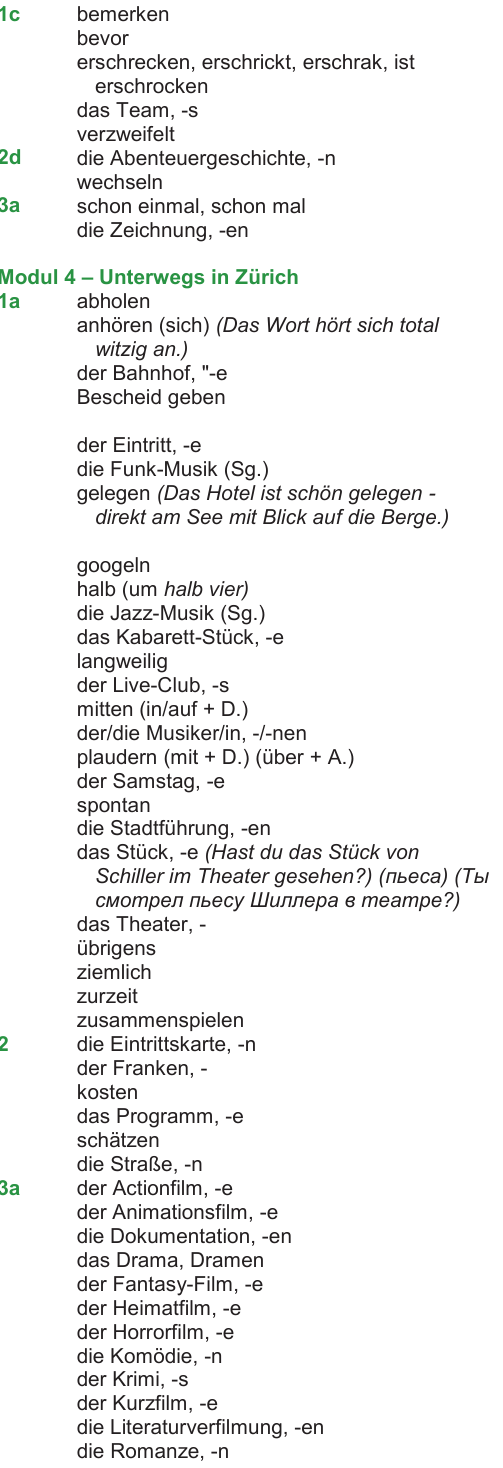 1c bemerken
bevor
erschrecken, erschrickt, erschrak, ist
erschrocken
das Team, -s
verzweifelt
2d die Abenteuergeschichte, -n
wechseln
3a schon einmal, schon mal
die Zeichnung, -en
Modul 4 – Unterwegs in Zürich
1a abholen
anhören (sich) (Das Wort hört sich total
witzig an.)
der Bahnhof, "-e
Bescheid geben
der Eintritt, -e
die Funk-Musik (Sg.)
gelegen (Das Hotel ist schön gelegen -
direkt am See mit Blick auf die Berge.)
googeln
halb (um halb vier)
die Jazz-Musik (Sg.)
das Kabarett-Stück, -e
langweilig
der Live-Club, -s
mitten (in/auf + D.)
der/die Musiker/in, -/-nen
plaudern (mit + D.) (über + A.)
der Samstag, -e
spontan
die Stadtführung, -en
das Stück, -e (Hast du das Stück von
Schiller im Theater gesehen?) (пьеса) (Ты
смотрел пьесу Шиллера в театре?)
das Theater, -
übrigens
ziemlich
zurzeit
zusammenspielen
2 die Eintrittskarte, -n
der Franken, -
kosten
das Programm, -e
schätzen
die Straße, -n
3a der Actionfilm, -e
der Animationsfilm, -e
die Dokumentation, -en
das Drama, Dramen
der Fantasy-Film, -e
der Heimatfilm, -e
der Horrorfilm, -e
die Komödie, -n
der Krimi, -s
der Kurzfilm, -e
die Literaturverfilmung, -en
die Romanze, -n